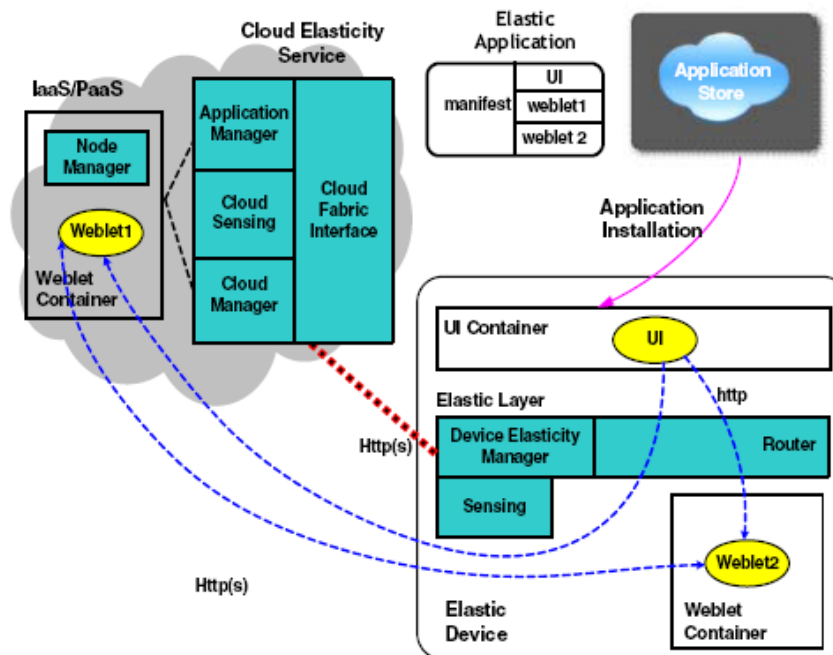 Cloud Elasticity
Service
Elastic
Application
manifest
UI
weblet1
weblet 2
Application
Store
IaaS/PaaS
Node
Manager
Weblet1
Weblet
Container
Application
Manager
Cloud
Sensing
Cloud
Manager
Cloud
Fabric
Interface
Application
Installation
UI Container
UI
http
Elastic Layer
Device Elasticity
Manager
Router
Sensing
Http(s)
Weblet2
Weblet
Container
Http(s)
Elastic
Device